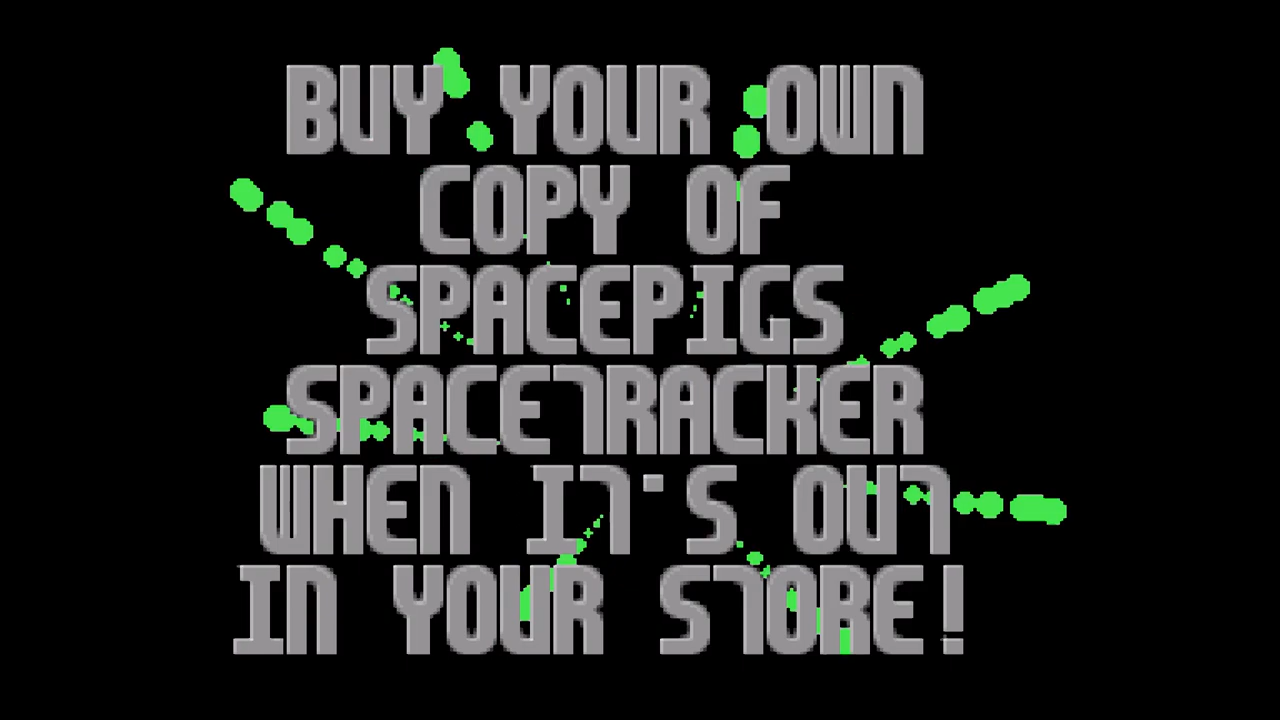 BUY YOUR OWN
COPY OF
SPACEPIGS
SPACETRACKER
WHEN IT'S OUT
IN YOUR STORE!